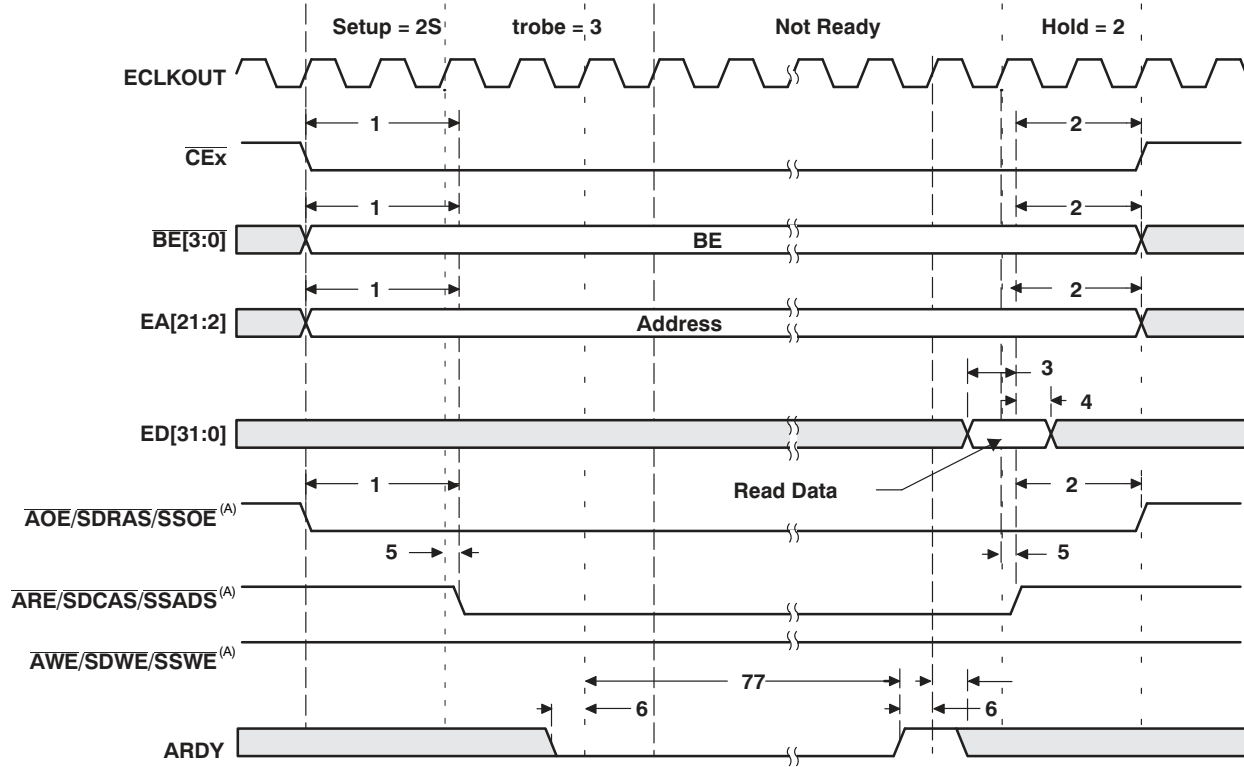 Setup = 2S trobe = 3 Not Ready Hold = 2
ECLKOUT
1 2
CEx
1 2
BE[3:0] BE
1 2
EA[21:2] Address
3
4
ED[31:0]
Read Data
1 2
AOE/SDRAS/SSOE(A)
5 5
ARE/SDCAS/SSADS(A)
AWE/SDWE/SSWE(A)
77
6 6
ARDY